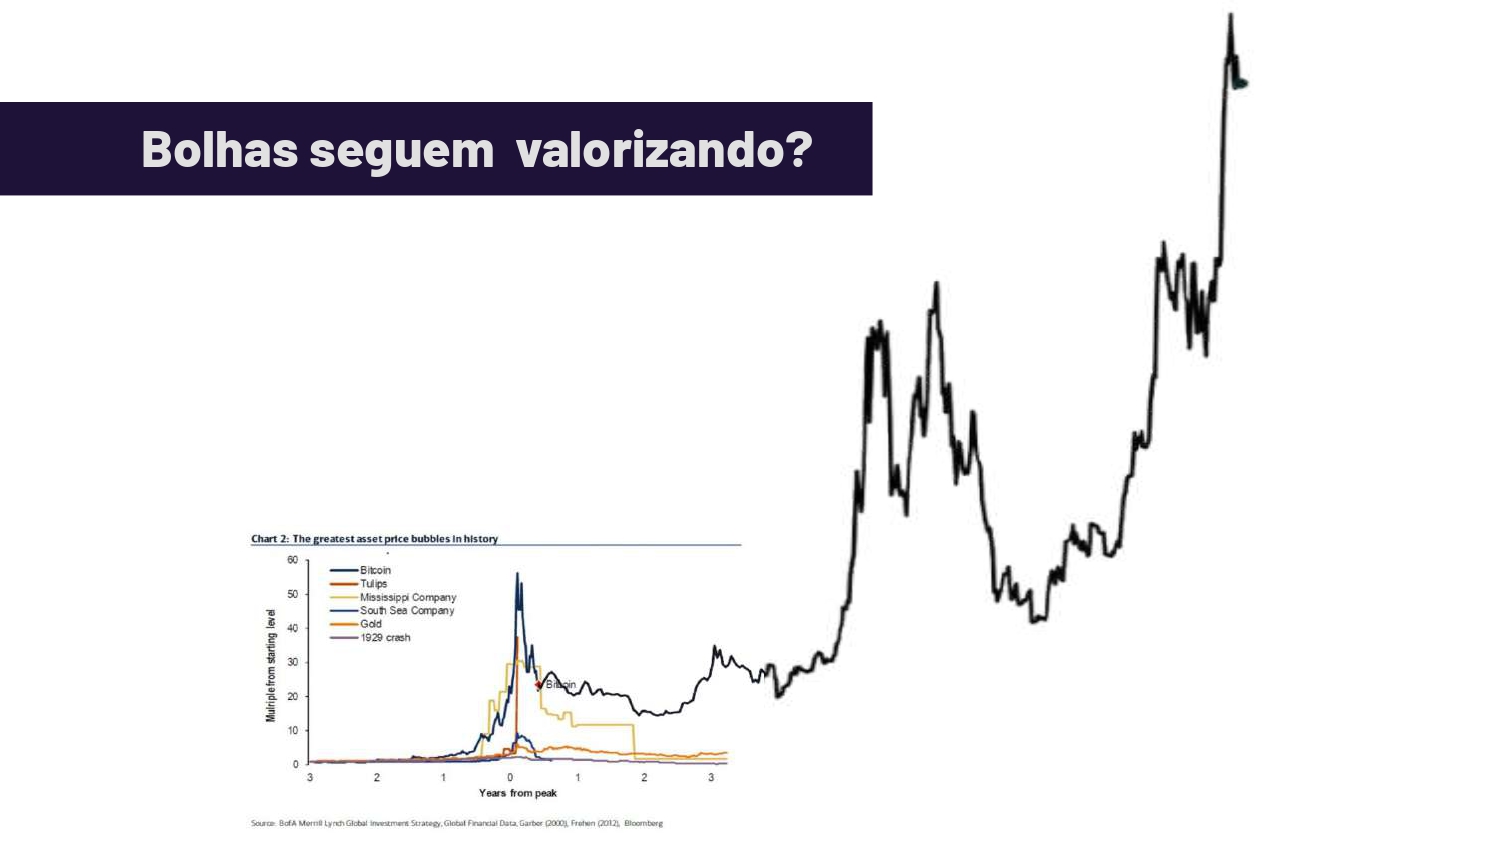 Bolhas seguem valorizando?
Chart 2: The greatest asset price bubbles in history
60
50
40
30
20
10
0
Mulriple from starting level
Bitcoin
Tulips
Mississippi Company
South Sea Company
Gold
1929 crash
Bitcoin
3 2 1 0 1 2 3
Years from peak
Source: BofA Merrill Lynch Global Investment Strategy, Global Financial Data, Garber (2000), Frehen (2012), Bloomberg